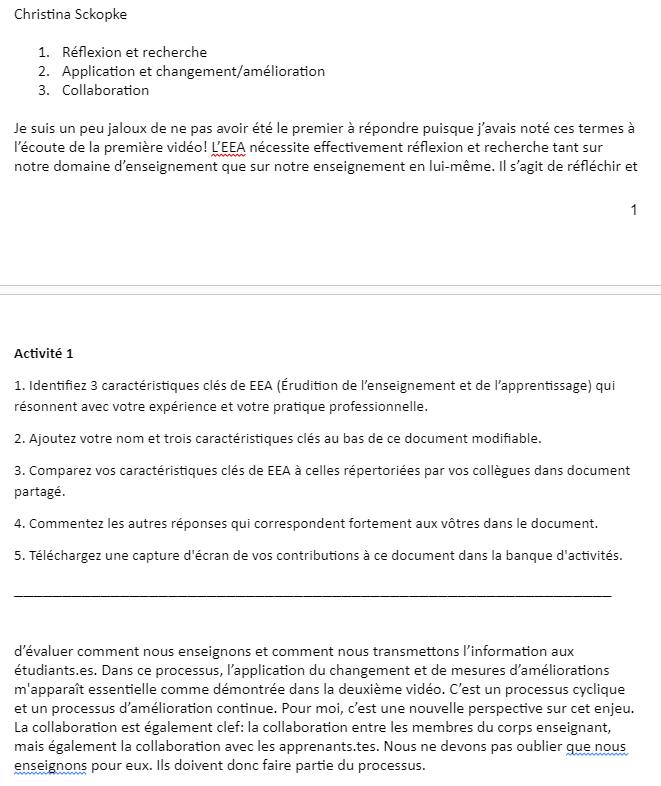 Christina Sckopke
1. Réflexion et recherche
2. Application et changement/amélioration
3. Collaboration
Je suis un peu jaloux de ne pas avoir été le premier à répondre puisque j'avais noté ces termes à
l'écoute de la première vidéo! L'EEA nécessite effectivement réflexion et recherche tant sur
notre domaine d'enseignement que sur notre enseignement en lui-même. Il s'agit de réfléchir et
1
Activité 1
1. Identifiez 3 caractéristiques clés de EEA (Érudition de l'enseignement et de l'apprentissage) qui
résonnent avec votre expérience et votre pratique professionnelle.
2. Ajoutez votre nom et trois caractéristiques clés au bas de ce document modifiable.
3. Comparez vos caractéristiques clés de EEA à celles répertoriées par vos collègues dans document
partagé.
4. Commentez les autres réponses qui correspondent fortement aux vôtres dans le document.
5. Téléchargez une capture d'écran de vos contributions à ce document dans la banque d'activités.
d'évaluer comment nous enseignons et comment nous transmettons l'information aux
étudiants.es. Dans ce processus, l'application du changement et de mesures d'améliorations
m'apparaît essentielle comme démontrée dans la deuxième vidéo. C'est un processus cyclique
et un processus d'amélioration continue. Pour moi, c'est une nouvelle perspective sur cet enjeu.
La collaboration est également clef: la collaboration entre les membres du corps enseignant,
mais également la collaboration avec les apprenants.tes. Nous ne devons pas oublier que nous
enseignons pour eux. Ils doivent donc faire partie du processus.